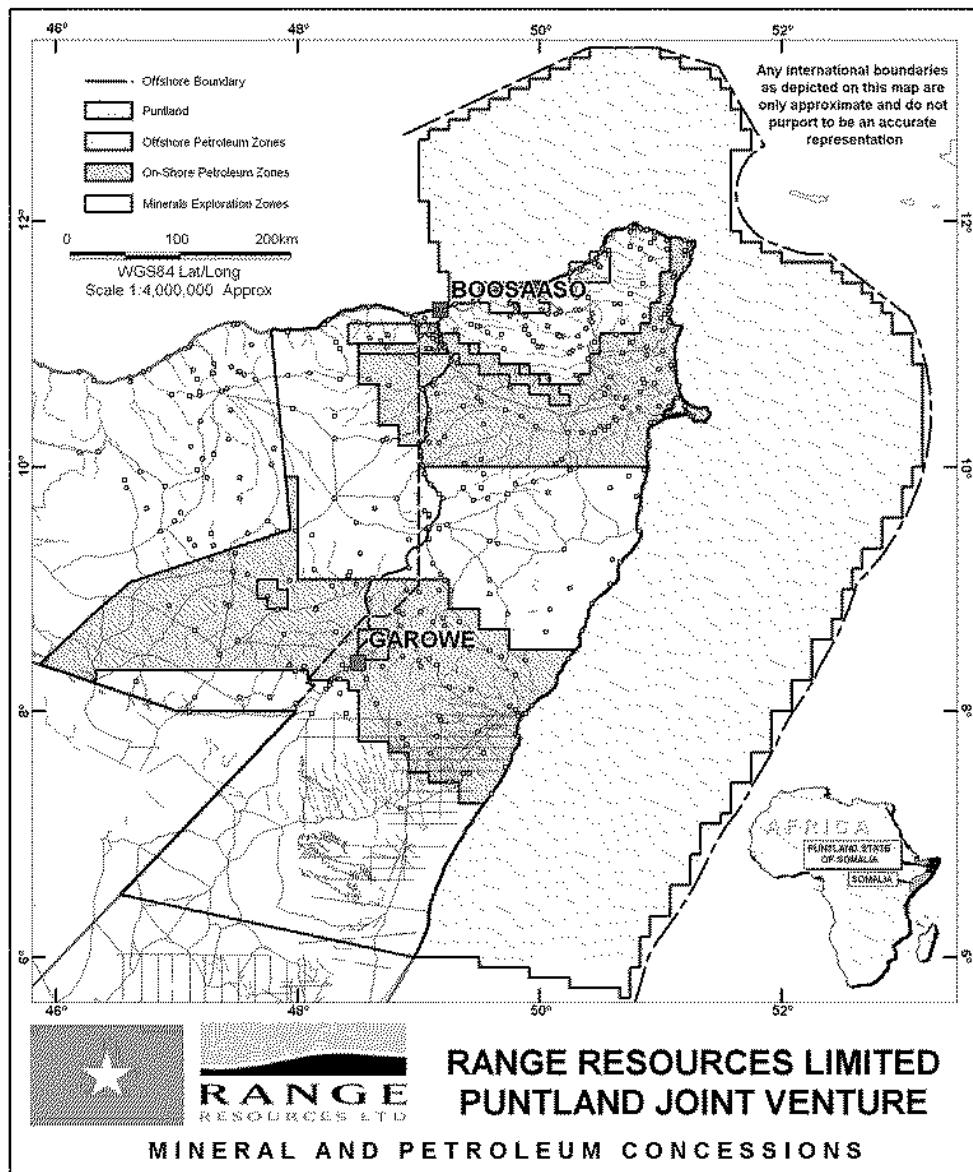 46° 48° 50° 52°
Offshore Boundary
Puntland
Offshore Petroleum Zones
On-Shore Petroleum Zones
Minerals Exploration Zones
0 100 200km
WGS84 Lat/Long
Scale 1:4,000,000 Approx
Any international boundaries
as depicted on this map are
only approximate and do not
purport to be an accurate
representation
12° 12°
BOOSAASO
10° 10°
GAROWE
8° 8°
AFRICA
PUNTLAND STATE
OF SOMALIA
SOMALIA
6° 6°
46° 48° 50° 52°
RANGE
RESOURCES LTD
RANGE RESOURCES LIMITED
PUNTLAND JOINT VENTURE
MINERAL AND PETROLEUM CONCESSIONS